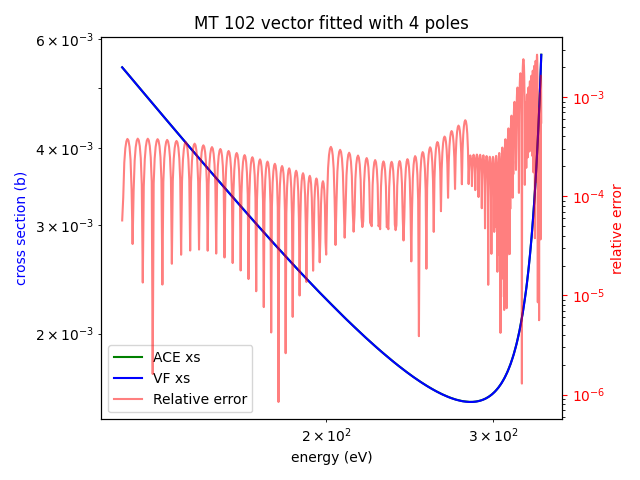 MT 102 vector fitted with 4 poles
cross section (b)
6 × 10⁻³
4 × 10⁻³
3 × 10⁻³
2 × 10⁻³
10⁻³
10⁻⁴
10⁻⁵
10⁻⁶
relative error
ACE xs
VF xs
Relative error
2 × 10² 3 × 10²
energy (eV)